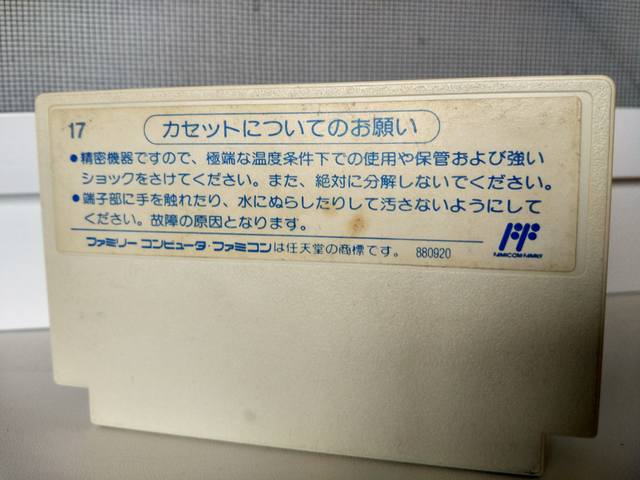 17
カセットについてのお願い
●精密機器ですので、極端な温度条件下での使用や保管および強い
ショックをさけてください。また、絶対に分解しないでください。
●端子部に手を触れたり、水にぬらしたりして汚さないようにして
ください。故障の原因となります。
ファミリー コンピュータ・ファミコンは任天堂の商標です。 880920
FF
FAMICOM FAMILY